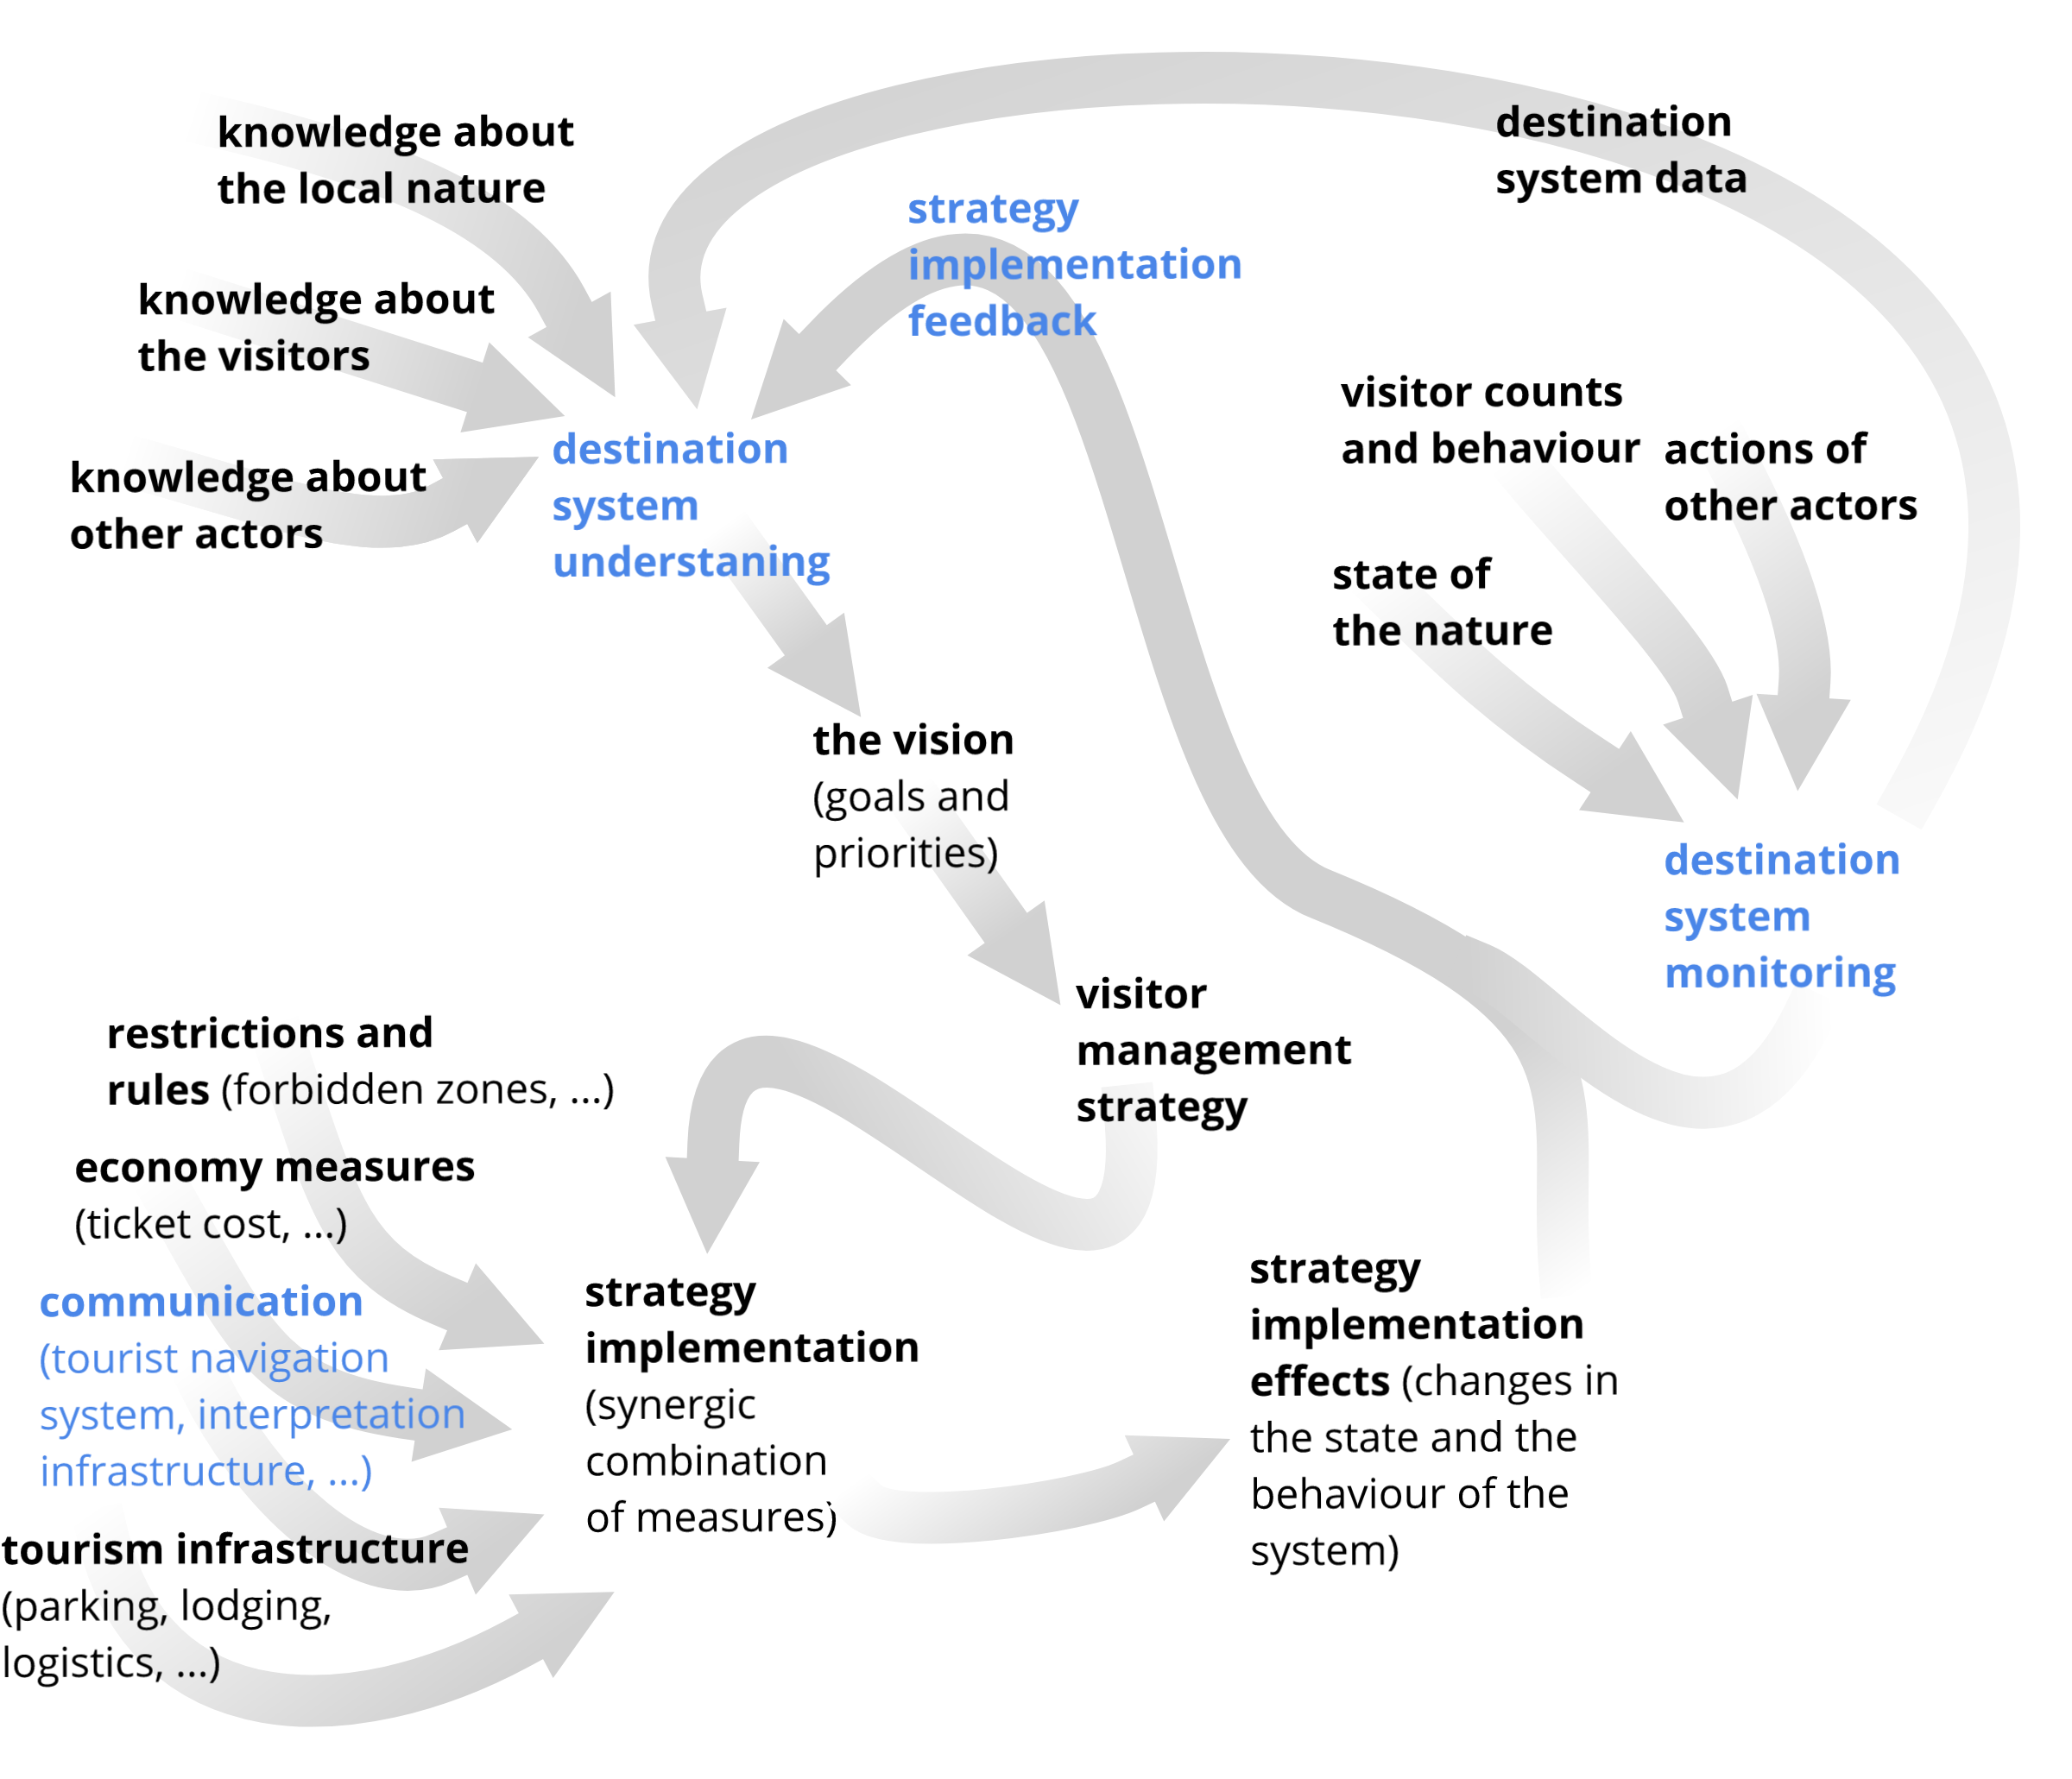 knowledge about
the local nature
knowledge about
the visitors
knowledge about
other actors
destination
system
understaning
strategy
implementation
feedback
destination
system data
visitor counts
and behaviour
actions of
other actors
state of
the nature
destination
system
monitoring
the vision
(goals and
priorities)
visitor
management
strategy
restrictions and
rules (forbidden zones, ...)
economy measures
(ticket cost, ...)
communication
(tourist navigation
system, interpretation
infrastructure, ...)
tourism infrastructure
(parking, lodging,
logistics, ...)
strategy
implementation
(synergic
combination
of measures)
strategy
implementation
effects (changes in
the state and the
behaviour of the
system)